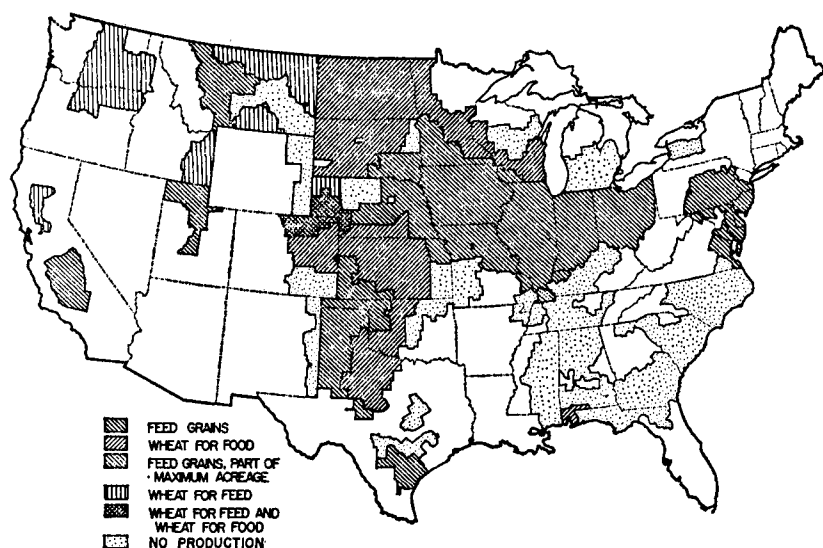 FEED GRAINS
WHEAT FOR FOOD
FEED GRAINS, PART OF
MAXIMUM ACREAGE
WHEAT FOR FEED
WHEAT FOR FEED AND
WHEAT FOR FOOD
NO PRODUCTION